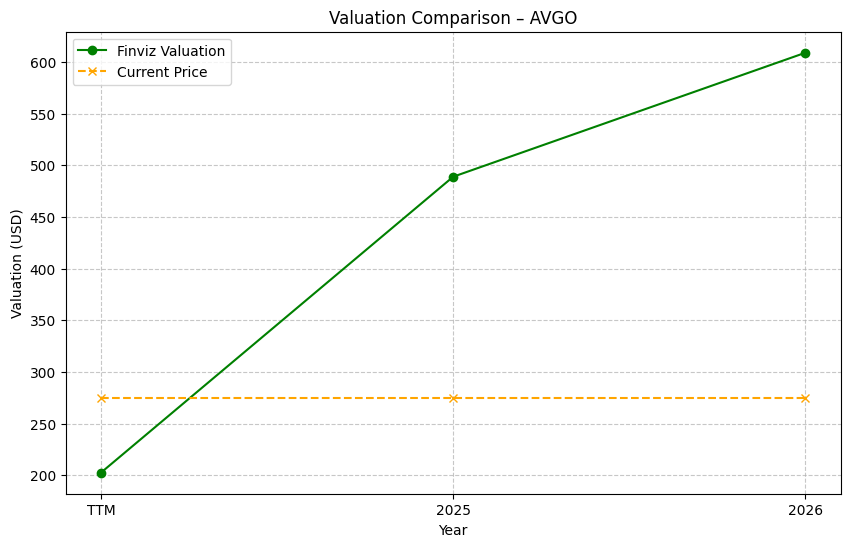 Valuation Comparison – AVGO
Finviz Valuation
Current Price
Valuation (USD)
600
550
500
450
400
350
300
250
200
TTM
2025
2026
Year